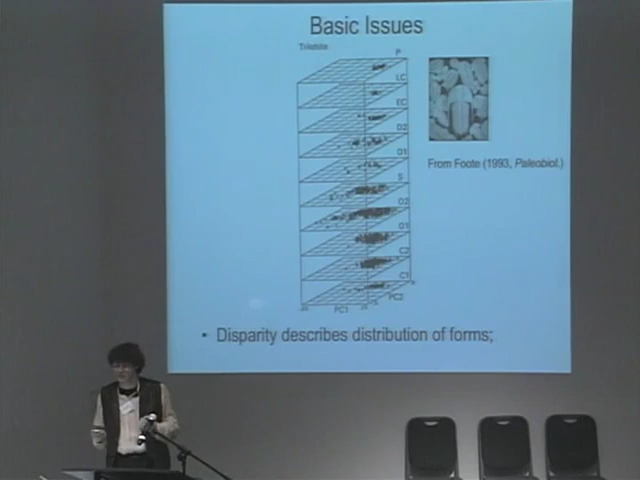 Basic Issues
Trilobita
P
LC
EC
D2
D1
S
From Foote (1993, Paleobiol.)
O2
O1
C2
C1
PC2
PC1
• Disparity describes distribution of forms;